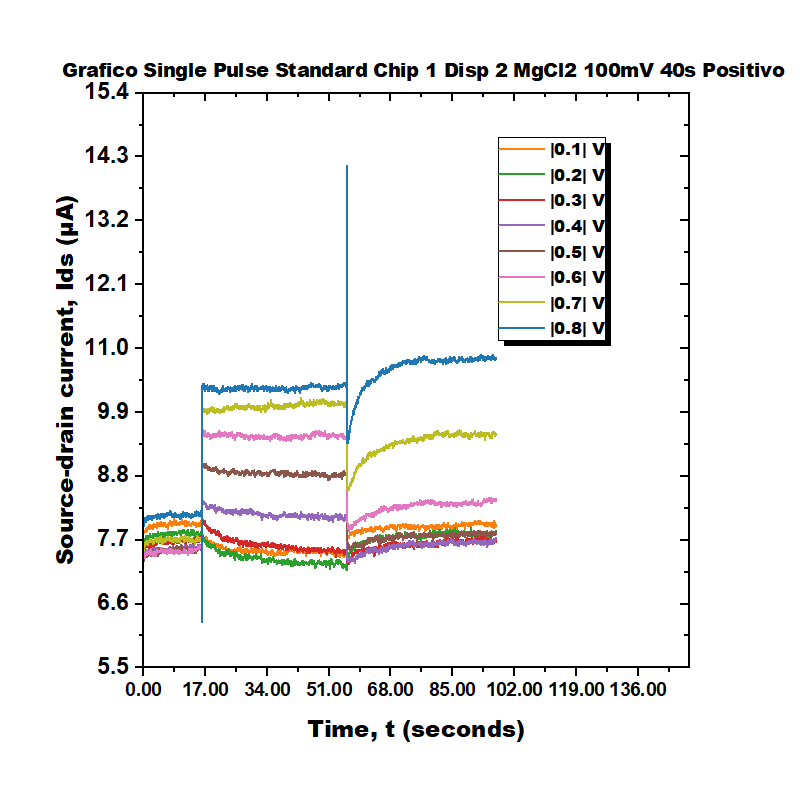 Grafico Single Pulse Standard Chip 1 Disp 2 MgCl2 100mV 40s Positivo
15.4
14.3
13.2
12.1
11.0
9.9
8.8
7.7
6.6
5.5
Source-drain current, Ids (μA)
|0.1| V
|0.2| V
|0.3| V
|0.4| V
|0.5| V
|0.6| V
|0.7| V
|0.8| V
0.00 17.00 34.00 51.00 68.00 85.00 102.00 119.00 136.00
Time, t (seconds)